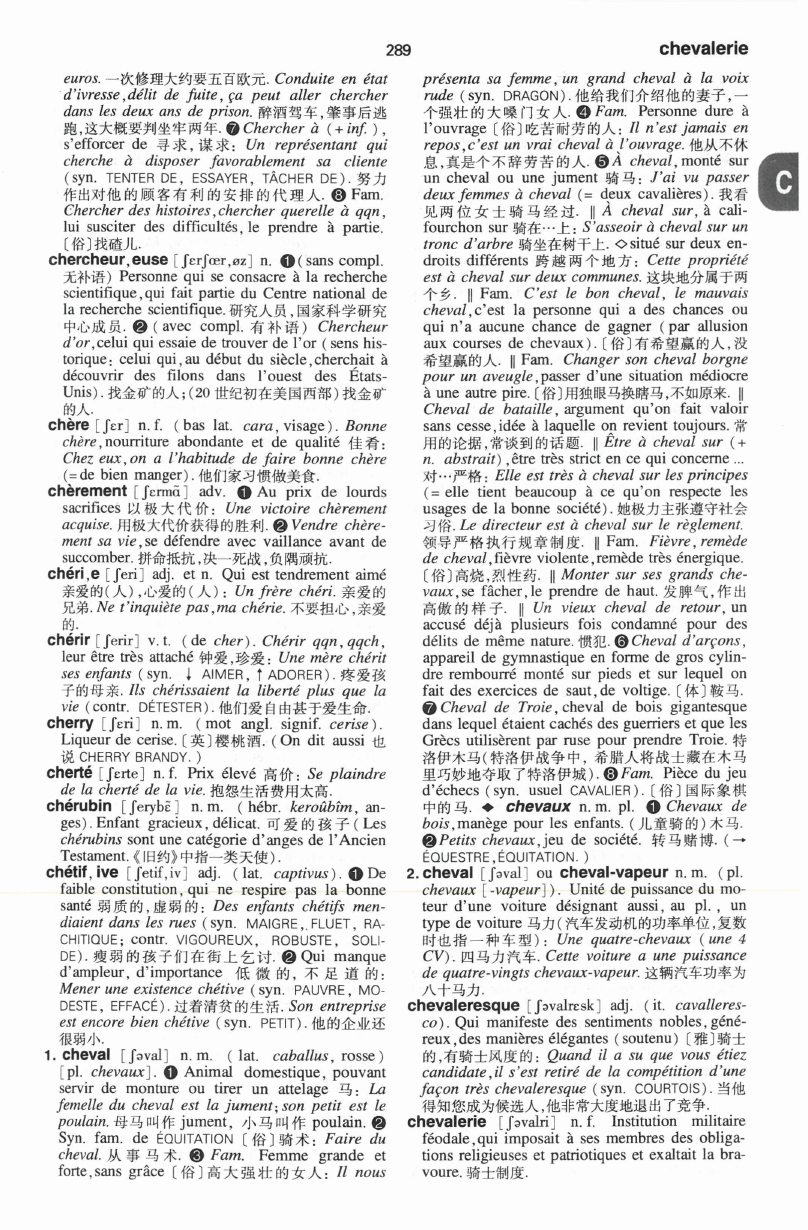 289
chevalerie
euros. 一次修理大约要五百欧元. Conduite en état
d'ivresse, délit de fuite, ça peut aller chercher
dans les deux ans de prison. 醉酒驾车, 肇事后逃
跑, 这大概要判坐牢两年. ❼ Chercher à (+ inf.),
s'efforcer de 寻求, 谋求: Un représentant qui
cherche à disposer favorablement sa cliente
(syn. TENTER DE, ESSAYER, TÂCHER DE). 努力
作出对他的顾客有利的安排的代理人. ❽ Fam.
Chercher des histoires, chercher querelle à qqn,
lui susciter des difficultés, le prendre à partie.
〔俗〕找碴儿.
chercheur, euse [ʃɛrʃœr, øz] n. ❶ (sans compl.
无补语) Personne qui se consacre à la recherche
scientifique, qui fait partie du Centre national de
la recherche scientifique. 研究人员, 国家科学研究
中心成员. ❷ (avec compl. 有补语) Chercheur
d'or, celui qui essaie de trouver de l'or (sens his-
torique: celui qui, au début du siècle, cherchait à
découvrir des filons dans l'ouest des États-
Unis). 找金矿的人; (20 世纪初在美国西部) 找金矿
的人.
chère [ʃɛr] n. f. (bas lat. cara, visage). Bonne
chère, nourriture abondante et de qualité 佳肴:
Chez eux, on a l'habitude de faire bonne chère
(= de bien manger). 他们家习惯做美食.
chèrement [ʃɛrmɑ̃] adv. ❶ Au prix de lourds
sacrifices 以极大代价: Une victoire chèrement
acquise. 用极大代价获得的胜利. ❷ Vendre chère-
ment sa vie, se défendre avec vaillance avant de
succomber. 拼命抵抗, 决一死战, 负隅顽抗.
chéri, e [ʃeri] adj. et n. Qui est tendrement aimé
亲爱的(人), 心爱的(人): Un frère chéri. 亲爱的
兄弟. Ne t'inquiète pas, ma chérie. 不要担心, 亲爱
的.
chérir [ʃerir] v. t. (de cher). Chérir qqn, qqch,
leur être très attaché 钟爱, 珍爱: Une mère chérit
ses enfants (syn. ↓ AIMER, ↑ ADORER). 疼爱孩
子的母亲. Ils chérissaient la liberté plus que la
vie (contr. DÉTESTER). 他们爱自由甚于爱生命.
cherry [ʃɛri] n. m. (mot angl. signif. cerise).
Liqueur de cerise. [英] 樱桃酒. (On dit aussi 也
说 CHERRY BRANDY.)
cherté [ʃɛrte] n. f. Prix élevé 高价: Se plaindre
de la cherté de la vie. 抱怨生活费用太高.
chérubin [ʃerybɛ̃] n. m. (hébr. keroûbîm, an-
ges). Enfant gracieux, délicat. 可爱的孩子 (Les
chérubins sont une catégorie d'anges de l'Ancien
Testament.《旧约》中指一类天使).
chétif, ive [ʃetif, iv] adj. (lat. captivus). ❶ De
faible constitution, qui ne respire pas la bonne
santé 弱质的, 虚弱的: Des enfants chétifs men-
diaient dans les rues (syn. MAIGRE, FLUET, RA-
CHITIQUE; contr. VIGOUREUX, ROBUSTE, SOLI-
DE). 瘦弱的孩子们在街上乞讨. ❷ Qui manque
d'ampleur, d'importance 低微的, 不足道的:
Mener une existence chétive (syn. PAUVRE, MO-
DESTE, EFFACÉ). 过着清贫的生活. Son entreprise
est encore bien chétive (syn. PETIT). 他的企业还
很弱小.
1. cheval [ʃəval] n. m. (lat. caballus, rosse)
[pl. chevaux]. ❶ Animal domestique, pouvant
servir de monture ou tirer un attelage 马: La
femelle du cheval est la jument; son petit est le
poulain. 母马叫作 jument, 小马叫作 poulain. ❷
Syn. fam. de ÉQUITATION〔俗〕骑术: Faire du
cheval. 从事马术. ❸ Fam. Femme grande et
forte, sans grâce〔俗〕高大强壮的女人: Il nous
présenta sa femme, un grand cheval à la voix
rude (syn. DRAGON). 他给我们介绍他的妻子, 一
个强壮的大嗓门女人. ❹ Fam. Personne dure à
l'ouvrage〔俗〕吃苦耐劳的人: Il n'est jamais en
repos, c'est un vrai cheval à l'ouvrage. 他从不休
息, 真是个不辞劳苦的人. ❺ À cheval, monté sur
un cheval ou une jument 骑马: J'ai vu passer
deux femmes à cheval (= deux cavalières). 我看
见两位女士骑马经过. ‖ À cheval sur, à cali-
fourchon sur 骑在…上: S'asseoir à cheval sur un
tronc d'arbre 骑坐在树干上. ◇ situé sur deux en-
droits différents 跨越两个地方: Cette propriété
est à cheval sur deux communes. 这块地分属于两
个乡. ‖ Fam. C'est le bon cheval, le mauvais
cheval, c'est la personne qui a des chances ou
qui n'a aucune chance de gagner (par allusion
aux courses de chevaux).〔俗〕有希望赢的人, 没
希望赢的人. ‖ Fam. Changer son cheval borgne
pour un aveugle, passer d'une situation médiocre
à une autre pire.〔俗〕用独眼马换瞎马, 不如原来. ‖
Cheval de bataille, argument qu'on fait valoir
sans cesse, idée à laquelle on revient toujours. 常
用的论据, 常谈到的话题. ‖ Être à cheval sur (+
n. abstrait), être très strict en ce qui concerne ...
对…严格: Elle est très à cheval sur les principes
(= elle tient beaucoup à ce qu'on respecte les
usages de la bonne société). 她极力主张遵守社会
习俗. Le directeur est à cheval sur le règlement.
领导严格执行规章制度. ‖ Fam. Fièvre, remède
de cheval, fièvre violente, remède très énergique.
〔俗〕高烧, 烈性药. ‖ Monter sur ses grands che-
vaux, se fâcher, le prendre de haut. 发脾气, 作出
高傲的样子. ‖ Un vieux cheval de retour, un
accusé déjà plusieurs fois condamné pour des
délits de même nature. 惯犯. ❻ Cheval d'arçons,
appareil de gymnastique en forme de gros cylin-
dre rembourré monté sur pieds et sur lequel on
fait des exercices de saut, de voltige.〔体〕鞍马.
❼ Cheval de Troie, cheval de bois gigantesque
dans lequel étaient cachés des guerriers et que les
Grècs utilisèrent par ruse pour prendre Troie. 特
洛伊木马(特洛伊战争中, 希腊人将战士藏在木马
里巧妙地夺取了特洛伊城). ❽ Fam. Pièce du jeu
d'échecs (syn. usuel CAVALIER).〔俗〕国际象棋
中的马. ◆ chevaux n. m. pl. ❶ Chevaux de
bois, manège pour les enfants. (儿童骑的) 木马.
❷ Petits chevaux, jeu de société. 转马赌博. (→
ÉQUESTRE, ÉQUITATION.)
2. cheval [ʃəval] ou cheval-vapeur n. m. (pl.
chevaux [-vapeur]). Unité de puissance du mo-
teur d'une voiture désignant aussi, au pl., un
type de voiture 马力(汽车发动机的功率单位, 复数
时也指一种车型): Une quatre-chevaux (une 4
CV). 四马力汽车. Cette voiture a une puissance
de quatre-vingts chevaux-vapeur. 这辆汽车功率为
八十马力.
chevaleresque [ʃəvalrɛsk] adj. (it. cavalleres-
co). Qui manifeste des sentiments nobles, géné-
reux, des manières élégantes (soutenu)〔雅〕骑士
的, 有骑士风度的: Quand il a su que vous étiez
candidate, il s'est retiré de la compétition d'une
façon très chevaleresque (syn. COURTOIS). 当他
得知您成为候选人, 他非常大度地退出了竞争.
chevalerie [ʃəvalri] n. f. Institution militaire
féodale, qui imposait à ses membres des obliga-
tions religieuses et patriotiques et exaltait la bra-
voure. 骑士制度.
C